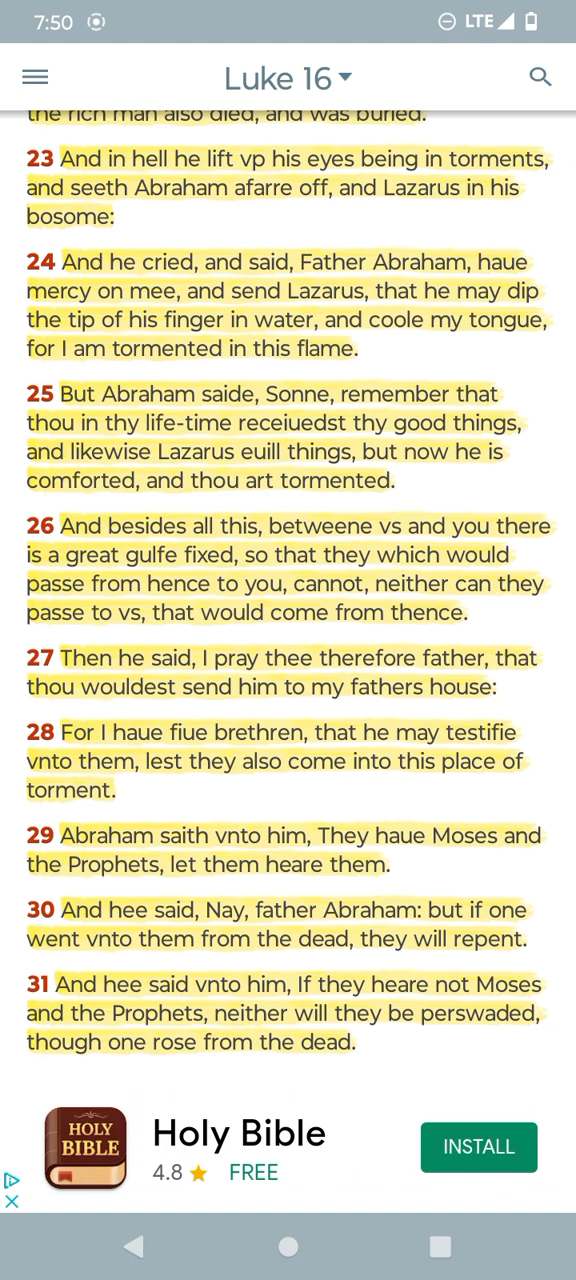 7:50
LTE
Luke 16
the rich man also died, and was buried.
23 And in hell he lift vp his eyes being in torments,
and seeth Abraham afarre off, and Lazarus in his
bosome:
24 And he cried, and said, Father Abraham, haue
mercy on mee, and send Lazarus, that he may dip
the tip of his finger in water, and coole my tongue,
for I am tormented in this flame.
25 But Abraham saide, Sonne, remember that
thou in thy life-time receiuedst thy good things,
and likewise Lazarus euill things, but now he is
comforted, and thou art tormented.
26 And besides all this, betweene vs and you there
is a great gulfe fixed, so that they which would
passe from hence to you, cannot, neither can they
passe to vs, that would come from thence.
27 Then he said, I pray thee therefore father, that
thou wouldest send him to my fathers house:
28 For I haue fiue brethren, that he may testifie
vnto them, lest they also come into this place of
torment.
29 Abraham saith vnto him, They haue Moses and
the Prophets, let them heare them.
30 And hee said, Nay, father Abraham: but if one
went vnto them from the dead, they will repent.
31 And hee said vnto him, If they heare not Moses
and the Prophets, neither will they be perswaded,
though one rose from the dead.
HOLY
BIBLE
Holy Bible
4.8 ★ FREE
INSTALL